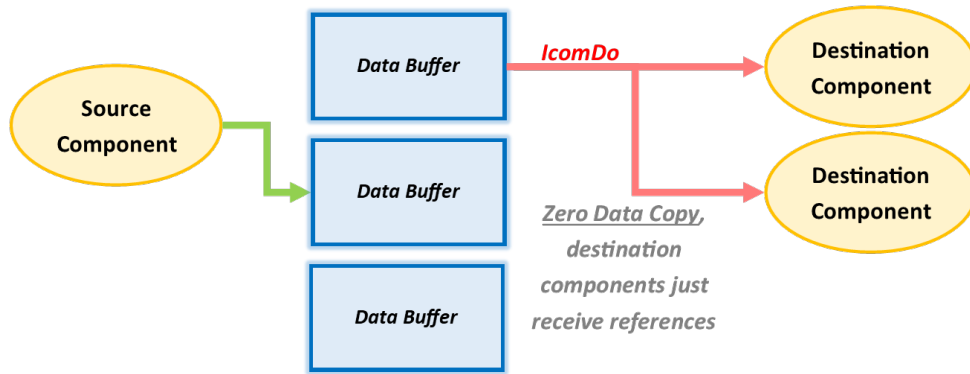 Source
Component
Data Buffer
Data Buffer
Data Buffer
IcomDo
Zero Data Copy,
destination
components just
receive references
Destination
Component
Destination
Component